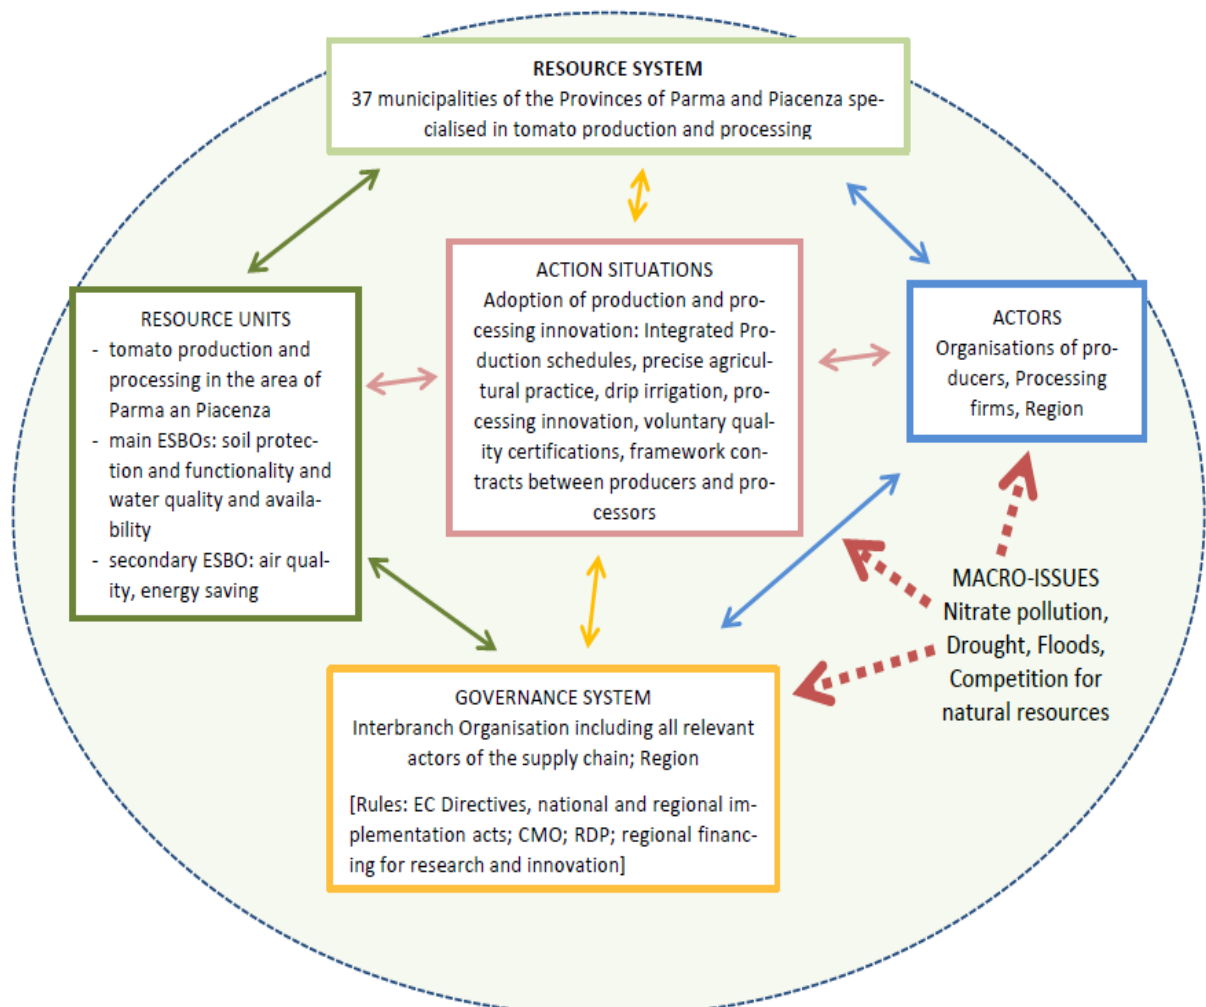 RESOURCE SYSTEM
37 municipalities of the Provinces of Parma and Piacenza spe-
cialised in tomato production and processing
ACTION SITUATIONS
Adoption of production and pro-
cessing innovation: Integrated Pro-
duction schedules, precise agricul-
tural practice, drip irrigation, pro-
cessing innovation, voluntary qual-
ity certifications, framework con-
tracts between producers and pro-
cessors
RESOURCE UNITS
- tomato production and
processing in the area of
Parma an Piacenza
- main ESBOs: soil protec-
tion and functionality and
water quality and availa-
bility
- secondary ESBO: air qual-
ity, energy saving
ACTORS
Organisations of pro-
ducers, Processing
firms, Region
MACRO-ISSUES
Nitrate pollution,
Drought, Floods,
Competition for
natural resources
GOVERNANCE SYSTEM
Interbranch Organisation including all relevant
actors of the supply chain; Region
[Rules: EC Directives, national and regional im-
plementation acts; CMO; RDP; regional financ-
ing for research and innovation]